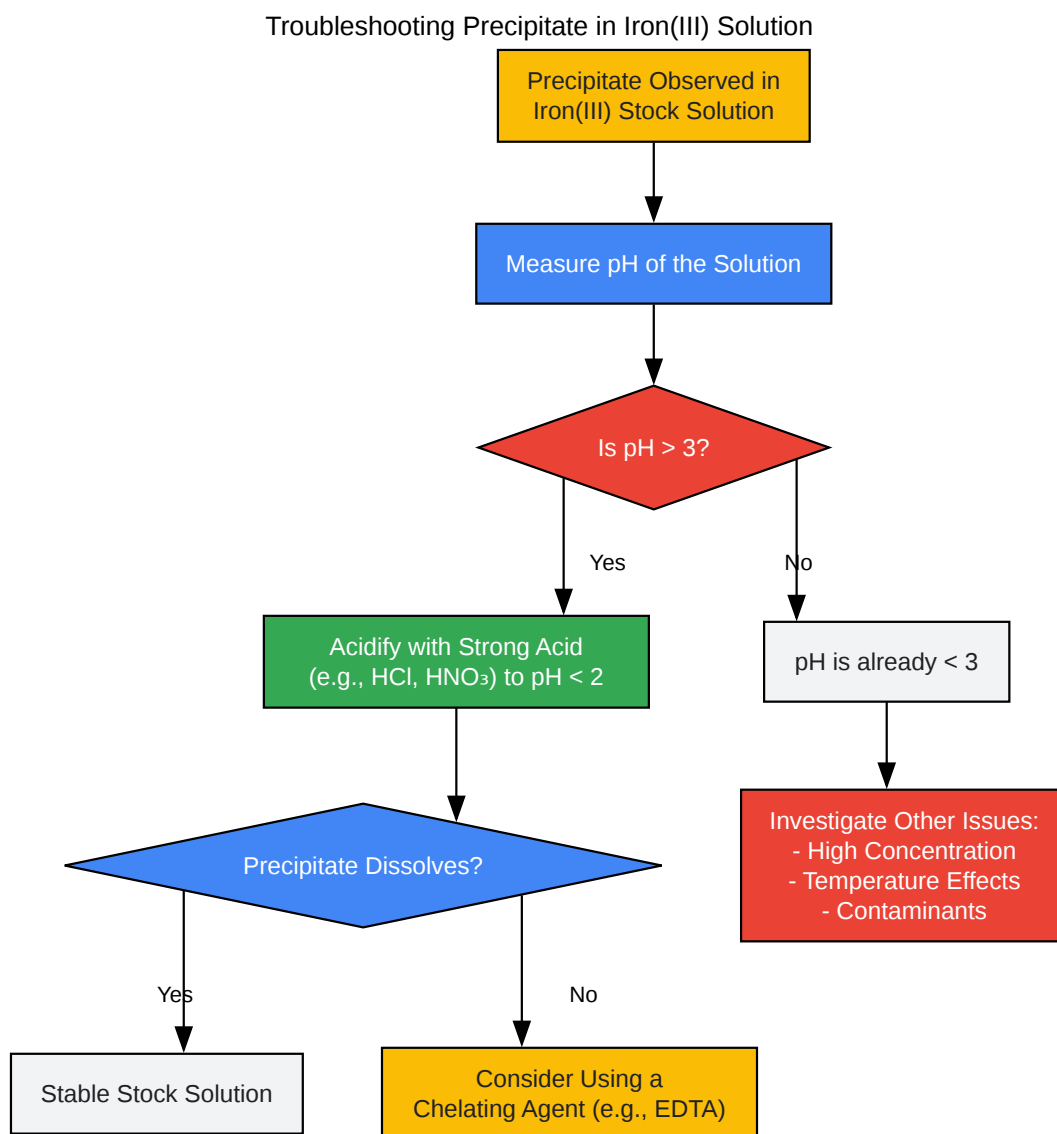 Troubleshooting Precipitate in Iron(III) Solution
Precipitate Observed in
Iron(III) Stock Solution
Measure pH of the Solution
Is pH > 3?
Yes
No
Acidify with Strong Acid
(e.g., HCl, HNO₃) to pH < 2
pH is already < 3
Precipitate Dissolves?
Investigate Other Issues:
- High Concentration
- Temperature Effects
- Contaminants
Yes
No
Stable Stock Solution
Consider Using a
Chelating Agent (e.g., EDTA)